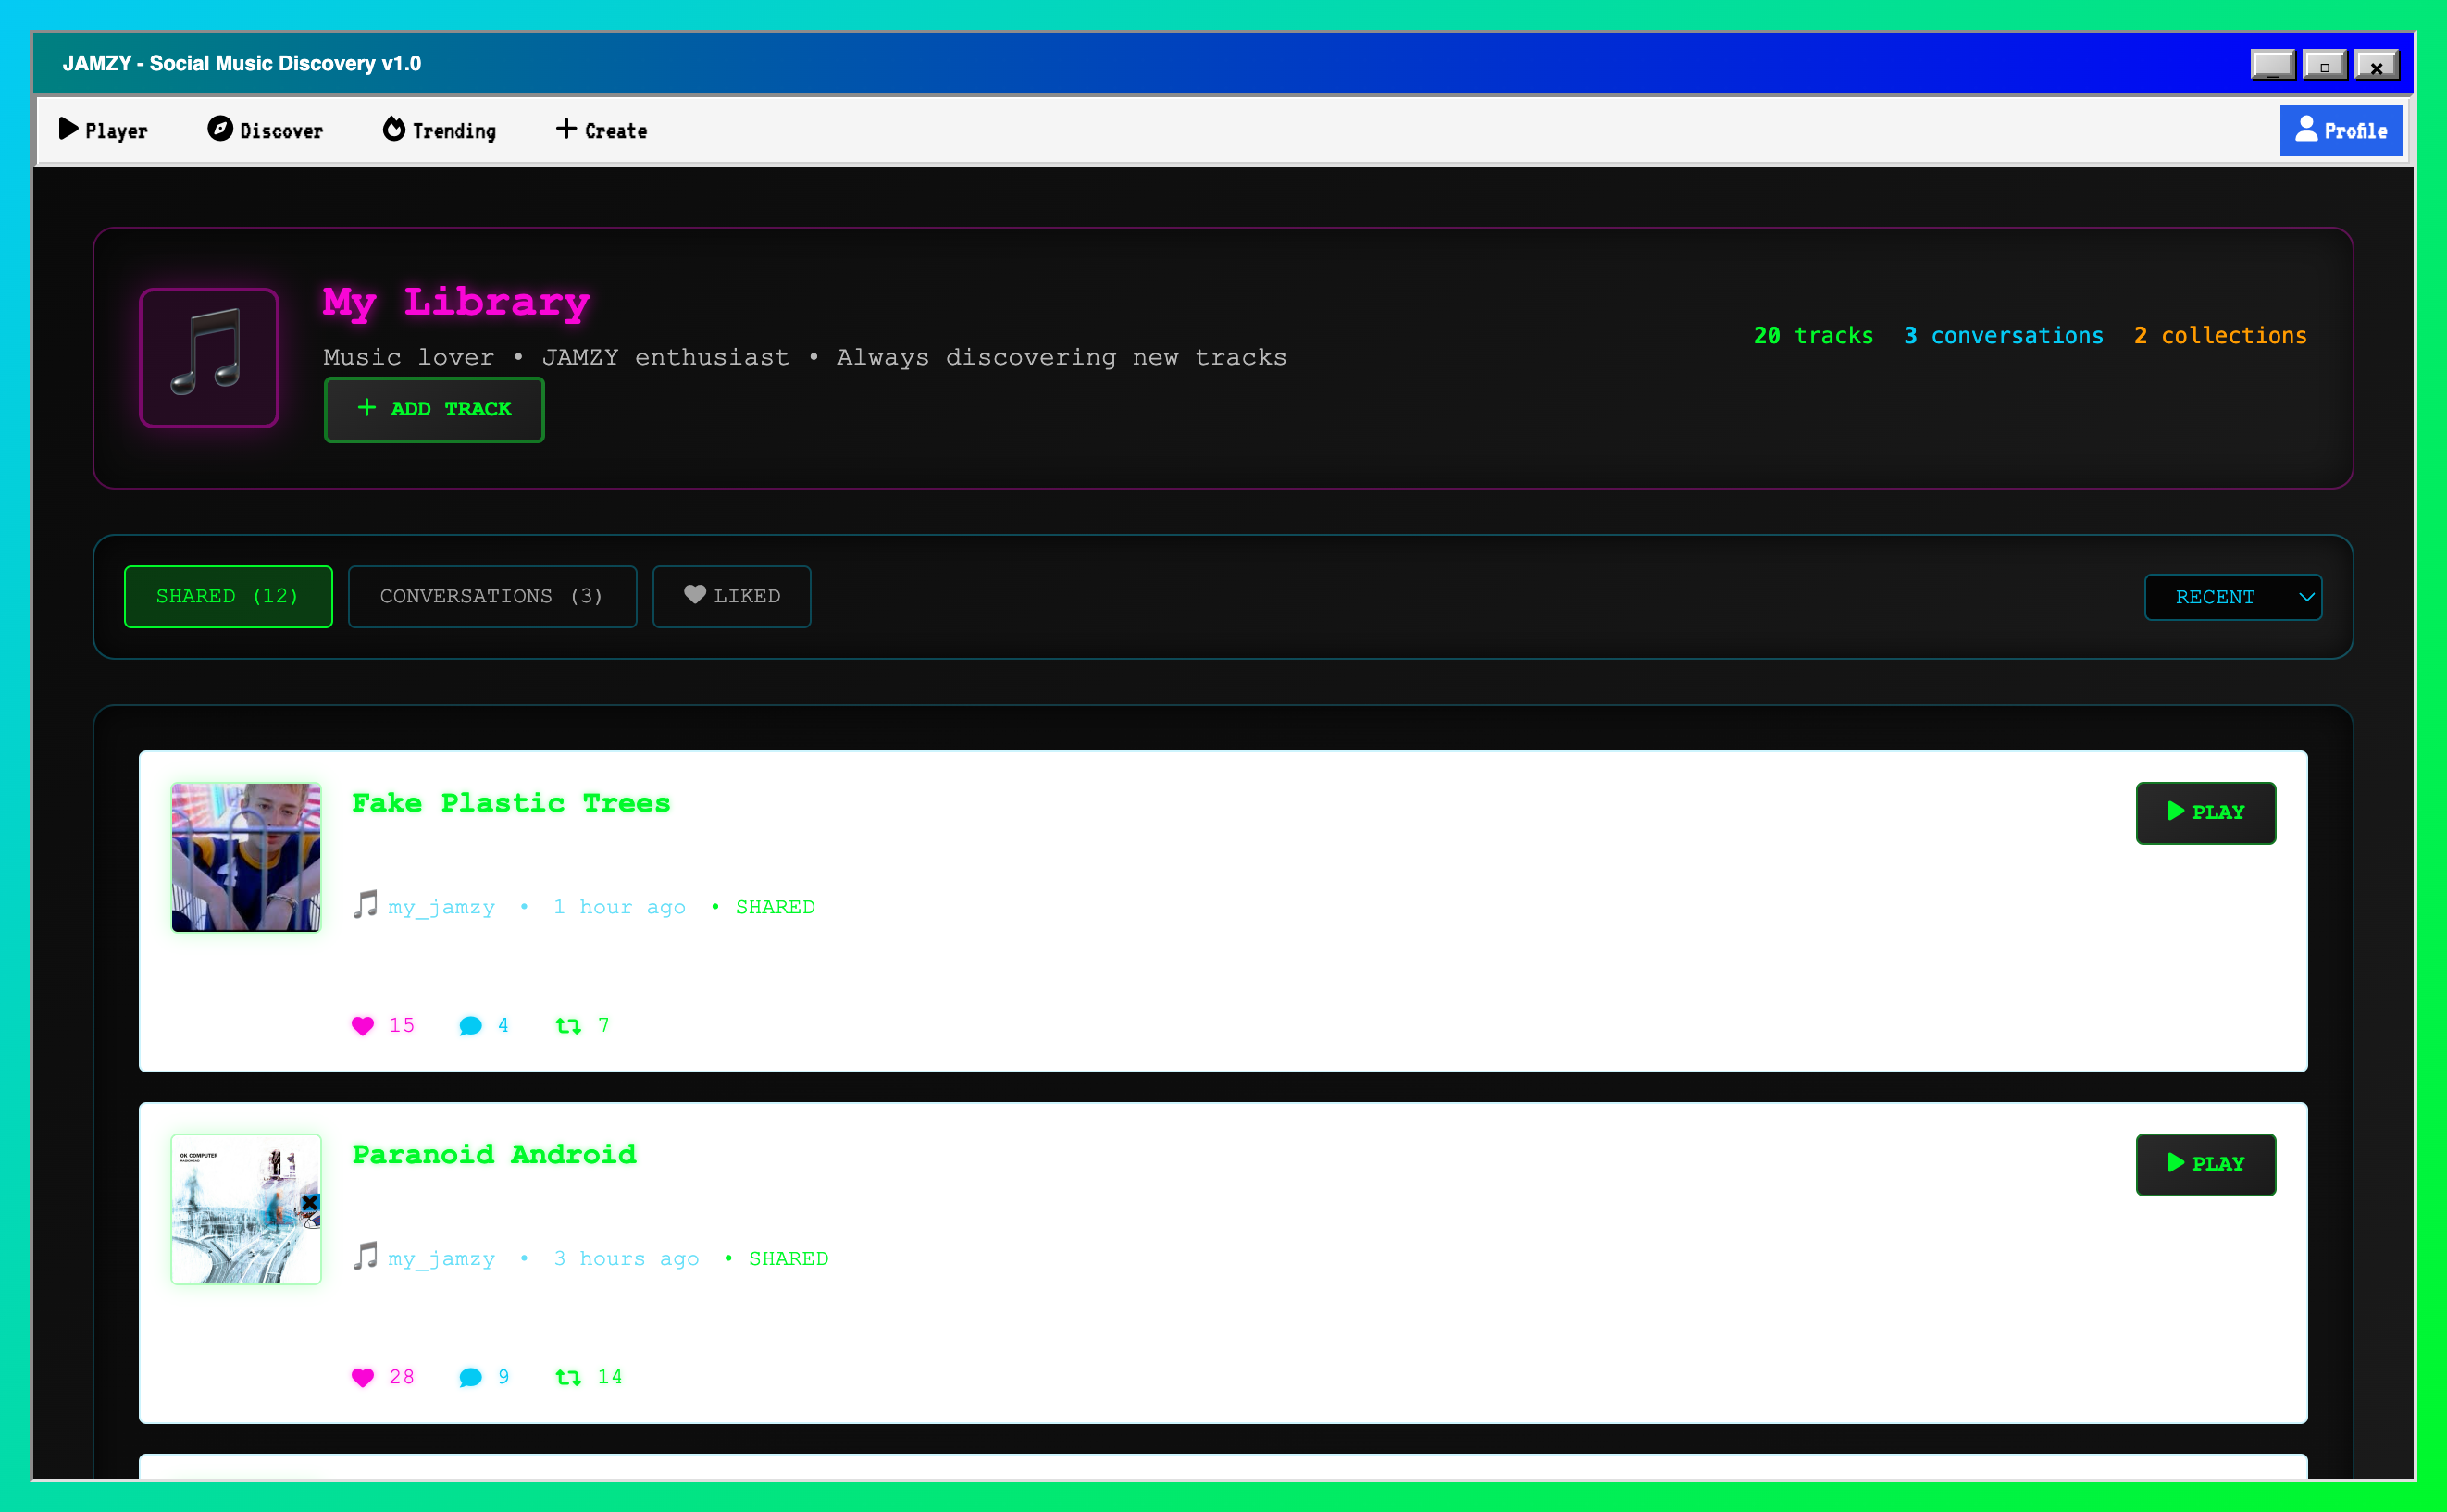 JAMZY - Social Music Discovery v1.0
Player Discover Trending Create Profile
My Library
Music lover • JAMZY enthusiast • Always discovering new tracks
20 tracks 3 conversations 2 collections
+ ADD TRACK
SHARED (12) CONVERSATIONS (3) LIKED RECENT
Fake Plastic Trees
PLAY
my_jamzy • 1 hour ago • SHARED
15 4 7
Paranoid Android
PLAY
OK COMPUTER
my_jamzy • 3 hours ago • SHARED
28 9 14